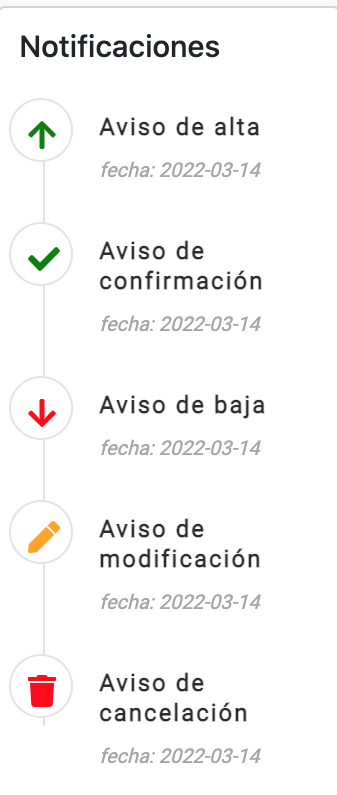 Notificaciones
Aviso de alta
fecha: 2022-03-14
Aviso de
confirmación
fecha: 2022-03-14
Aviso de baja
fecha: 2022-03-14
Aviso de
modificación
fecha: 2022-03-14
Aviso de
cancelación
fecha: 2022-03-14